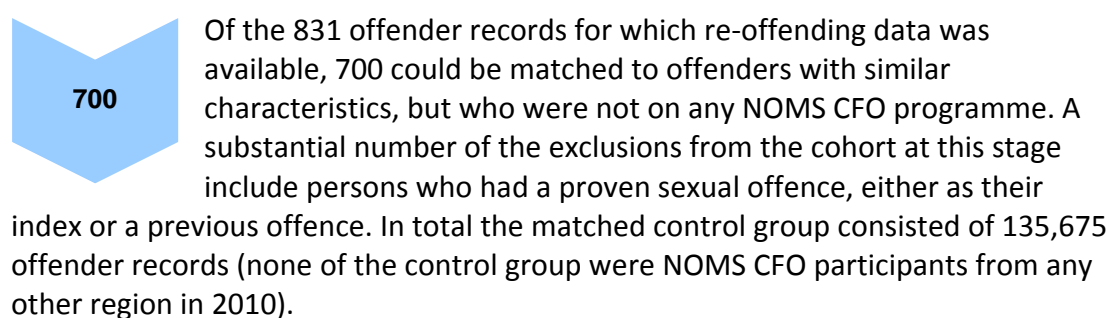 Of the 831 offender records for which re-offending data was
available, 700 could be matched to offenders with similar
700
characteristics, but who were not on any NOMS CFO programme. A
substantial number of the exclusions from the cohort at this stage
include persons who had a proven sexual offence, either as their
index or a previous offence. In total the matched control group consisted of 135,675
offender records (none of the control group were NOMS CFO participants from any
other region in 2010).